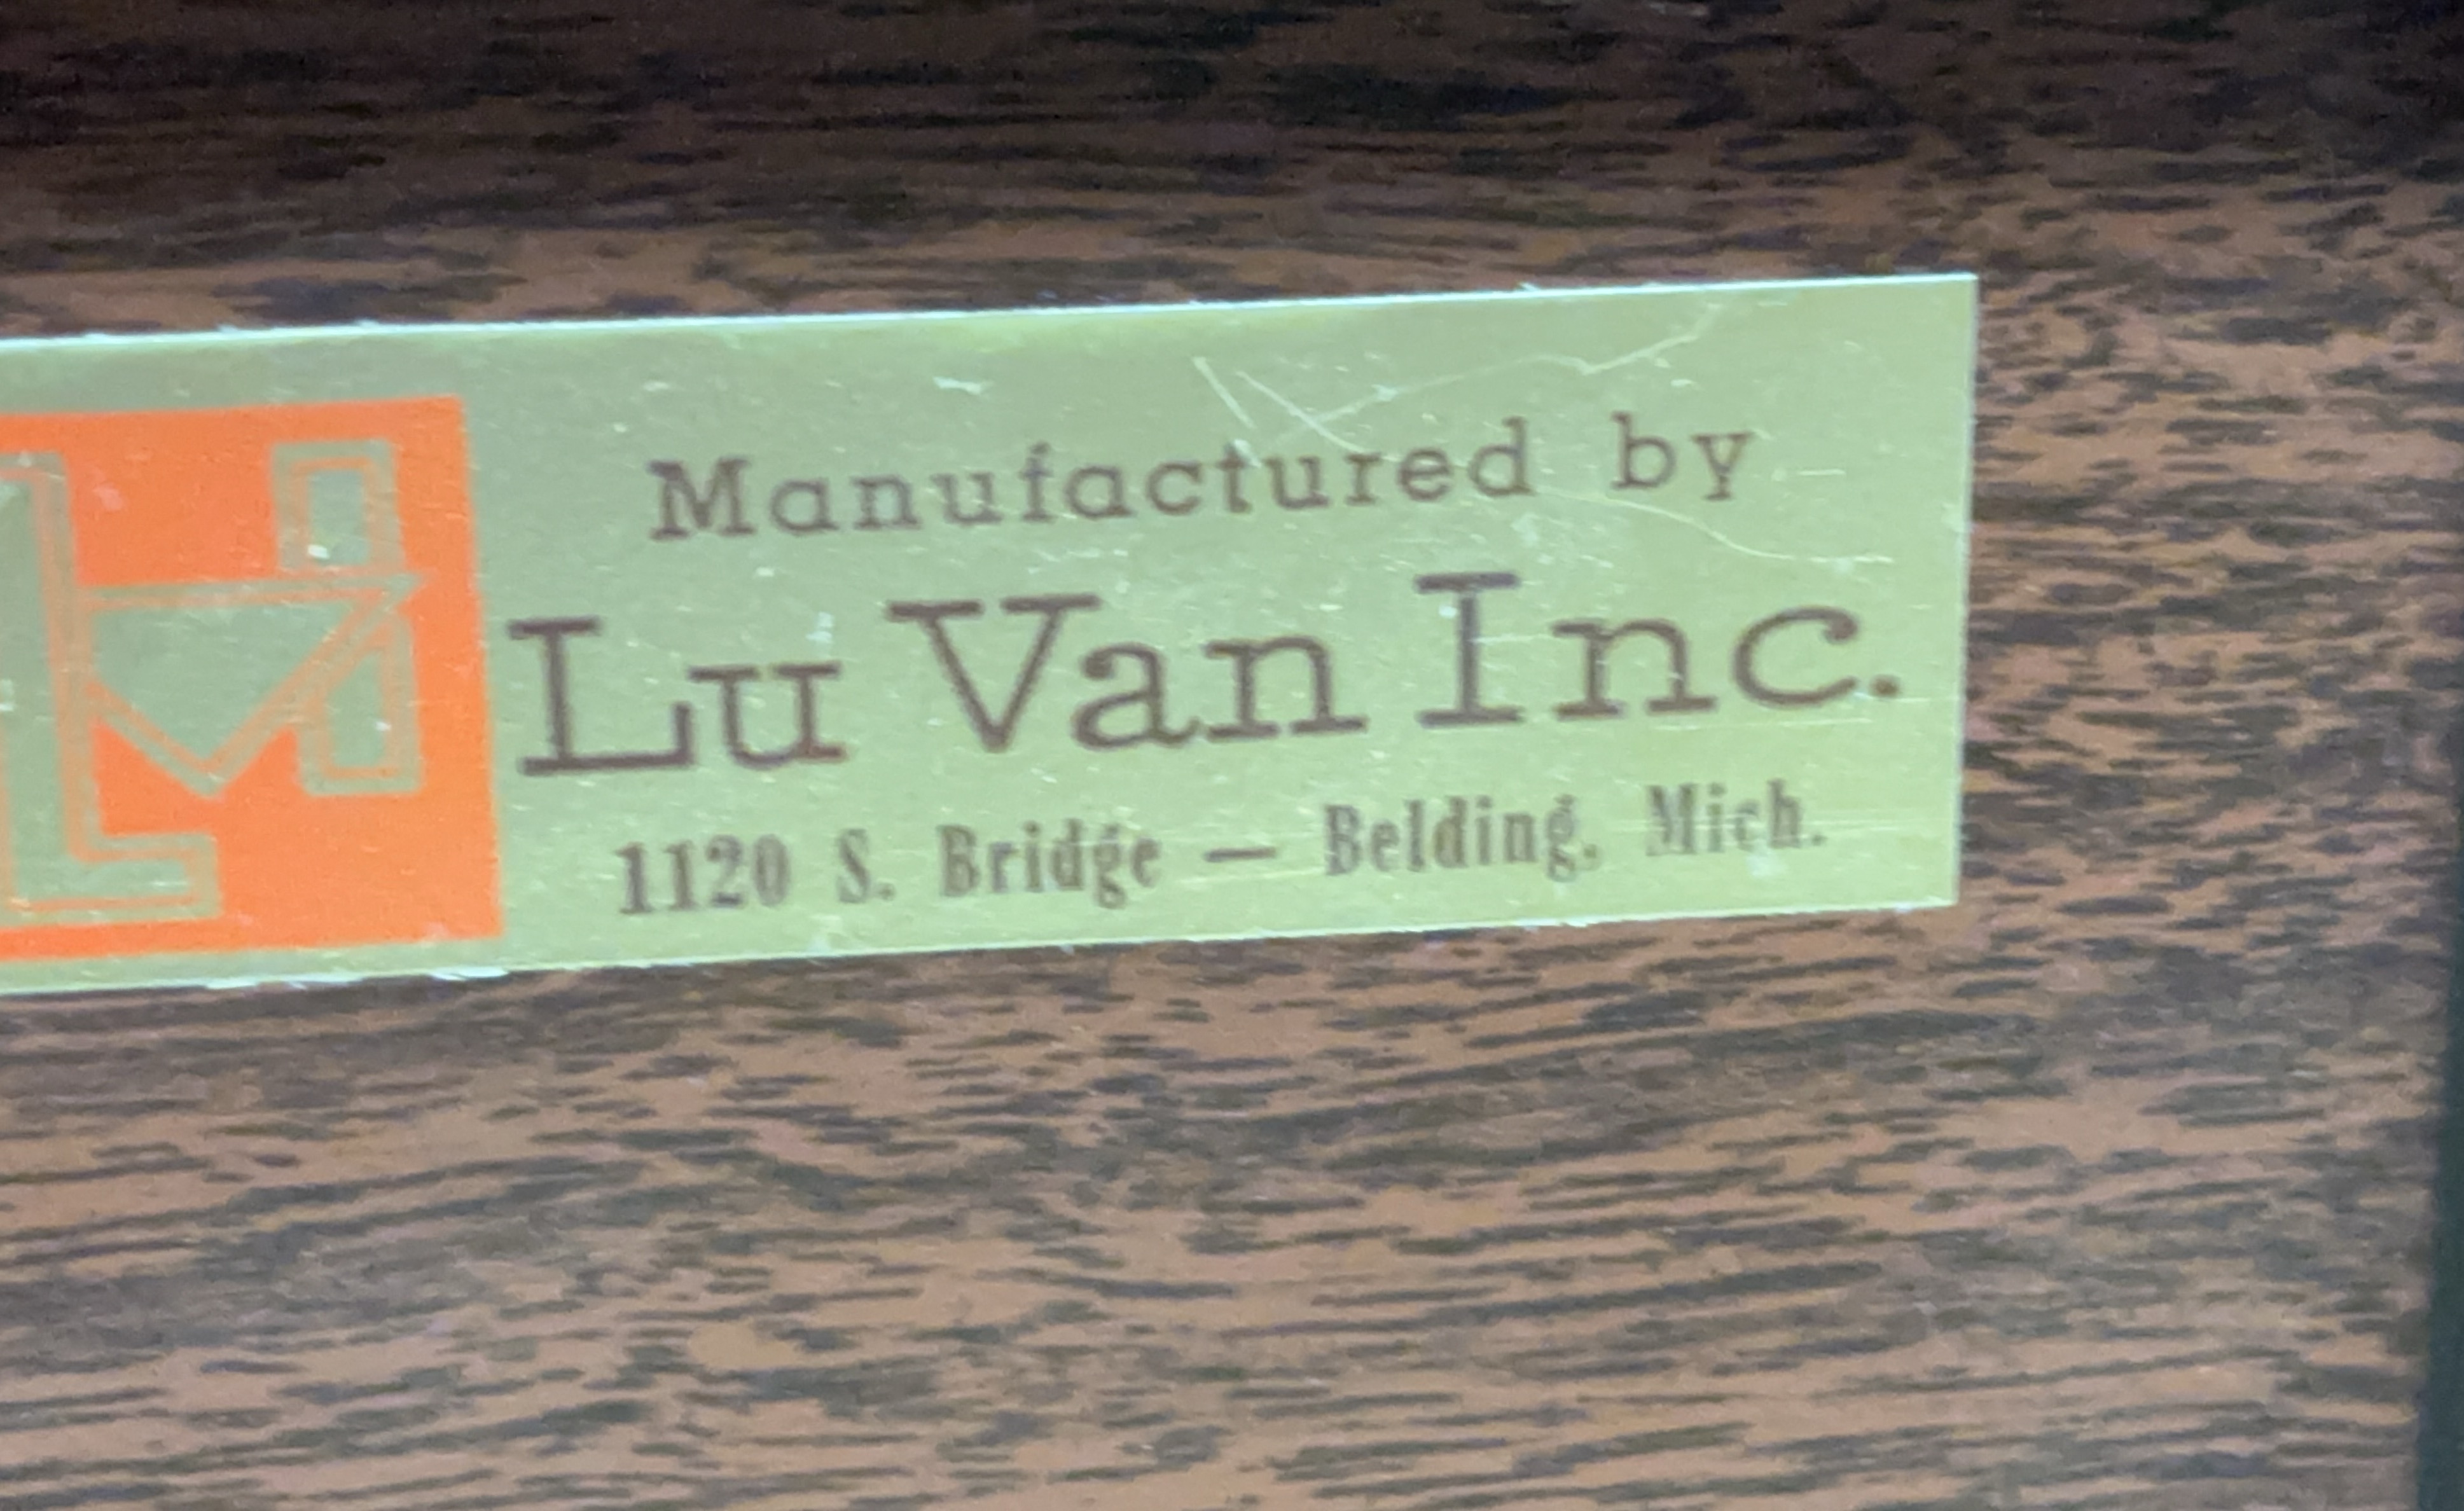 Manufactured by
Lu Van Inc.
1120 S. Bridge — Belding, Mich.